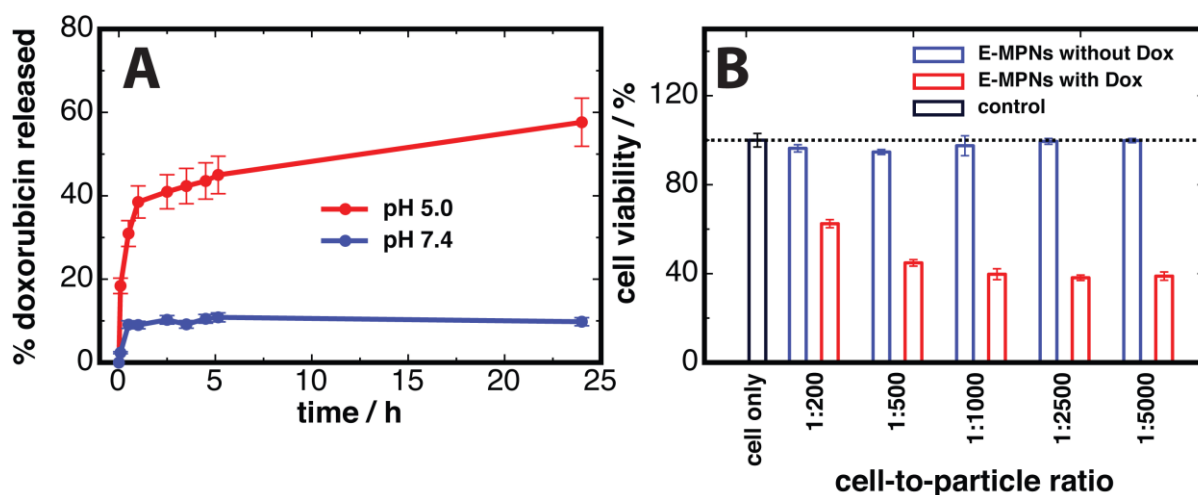 A
80
60
40
20
0
% doxorubicin released
pH 5.0
pH 7.4
0
5
10
15
20
25
time / h
B
E-MPNs without Dox
E-MPNs with Dox
control
120
80
40
0
cell viability / %
cell only
1:200
1:500
1:1000
1:2500
1:5000
cell-to-particle ratio